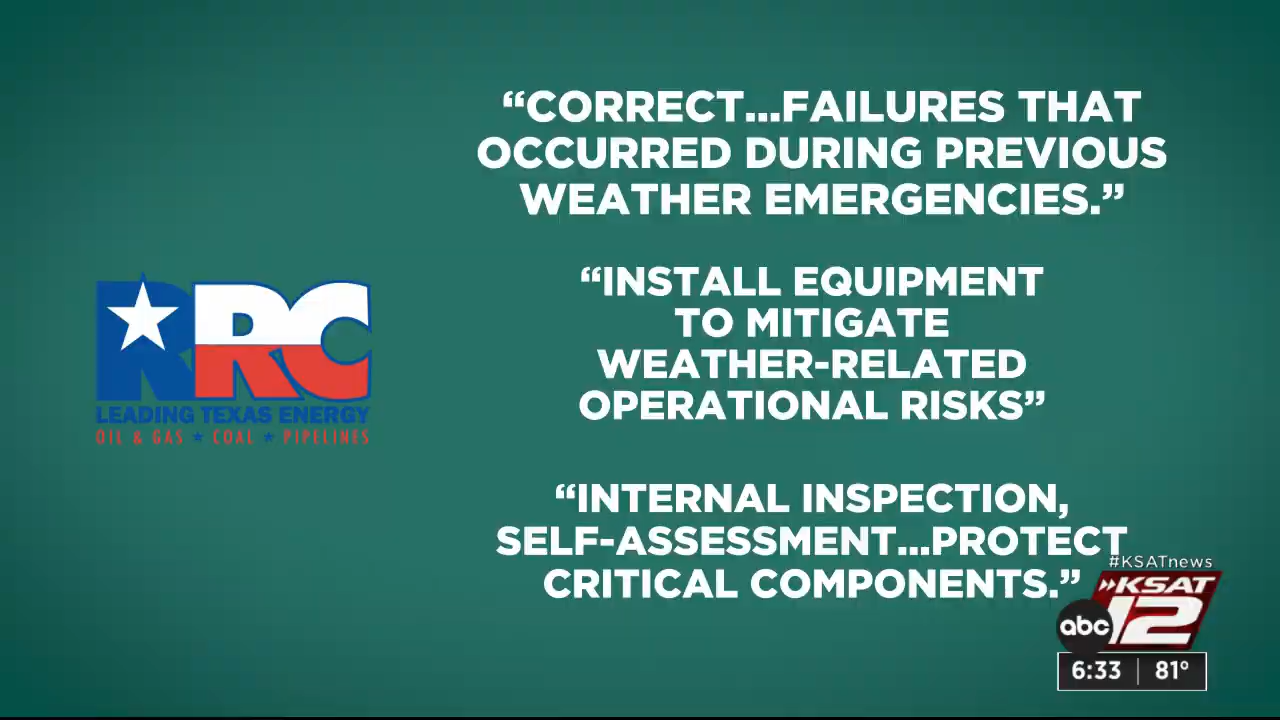 “CORRECT...FAILURES THAT
OCCURRED DURING PREVIOUS
WEATHER EMERGENCIES.”
“INSTALL EQUIPMENT
TO MITIGATE
WEATHER-RELATED
OPERATIONAL RISKS”
RRC
LEADING TEXAS ENERGY
OIL & GAS ★ COAL ★ PIPELINES
“INTERNAL INSPECTION,
SELF-ASSESSMENT...PROTECT
CRITICAL COMPONENTS.”
#KSATnews
KSAT
abc 12
6:33 | 81°